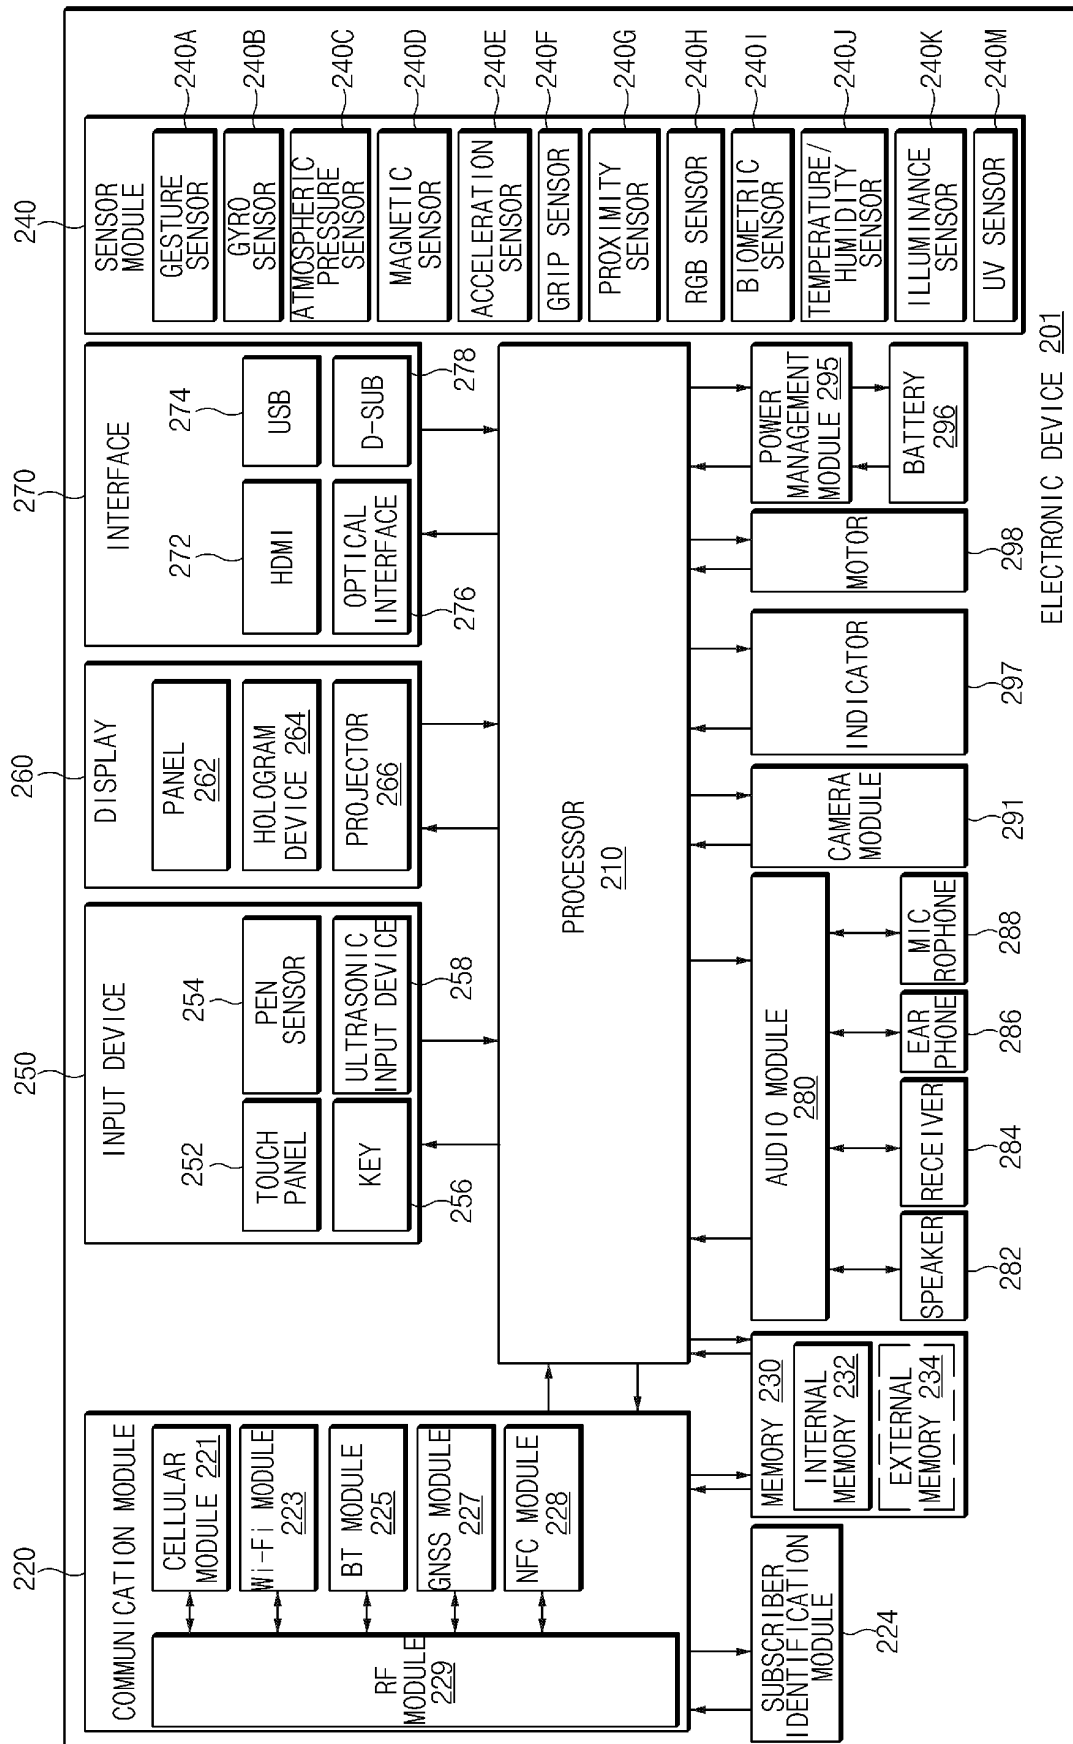 220
COMMUNICATION MODULE
CELLULAR
MODULE 221
Wi-Fi MODULE
223
BT MODULE
225
GNSS MODULE
227
NFC MODULE
228
RF
MODULE
229
250
INPUT DEVICE
252
TOUCH
PANEL
254
PEN
SENSOR
KEY
256
ULTRASONIC
INPUT DEVICE
258
260
DISPLAY
PANEL
262
HOLOGRAM
DEVICE 264
PROJECTOR
266
270
INTERFACE
272
HDMI
274
USB
OPTICAL
INTERFACE
276
D-SUB
278
240
SENSOR
MODULE
GESTURE
SENSOR
240A
GYRO
SENSOR
240B
ATMOSPHERIC
PRESSURE
SENSOR
240C
MAGNETIC
SENSOR
240D
ACCELERATION
SENSOR
240E
GRIP SENSOR
240F
PROXIMITY
SENSOR
240G
RGB SENSOR
240H
BIOMETRIC
SENSOR
240I
TEMPERATURE/
HUMIDITY
SENSOR
240J
ILLUMINANCE
SENSOR
240K
UV SENSOR
240M
PROCESSOR
210
SUBSCRIBER
IDENTIFICATION
MODULE
224
MEMORY 230
INTERNAL
MEMORY 232
EXTERNAL
MEMORY 234
AUDIO MODULE
280
SPEAKER
282
RECEIVER
284
EAR
PHONE
286
MIC
ROPHONE
288
CAMERA
MODULE
291
INDICATOR
297
MOTOR
298
POWER
MANAGEMENT
MODULE 295
BATTERY
296
ELECTRONIC DEVICE 201